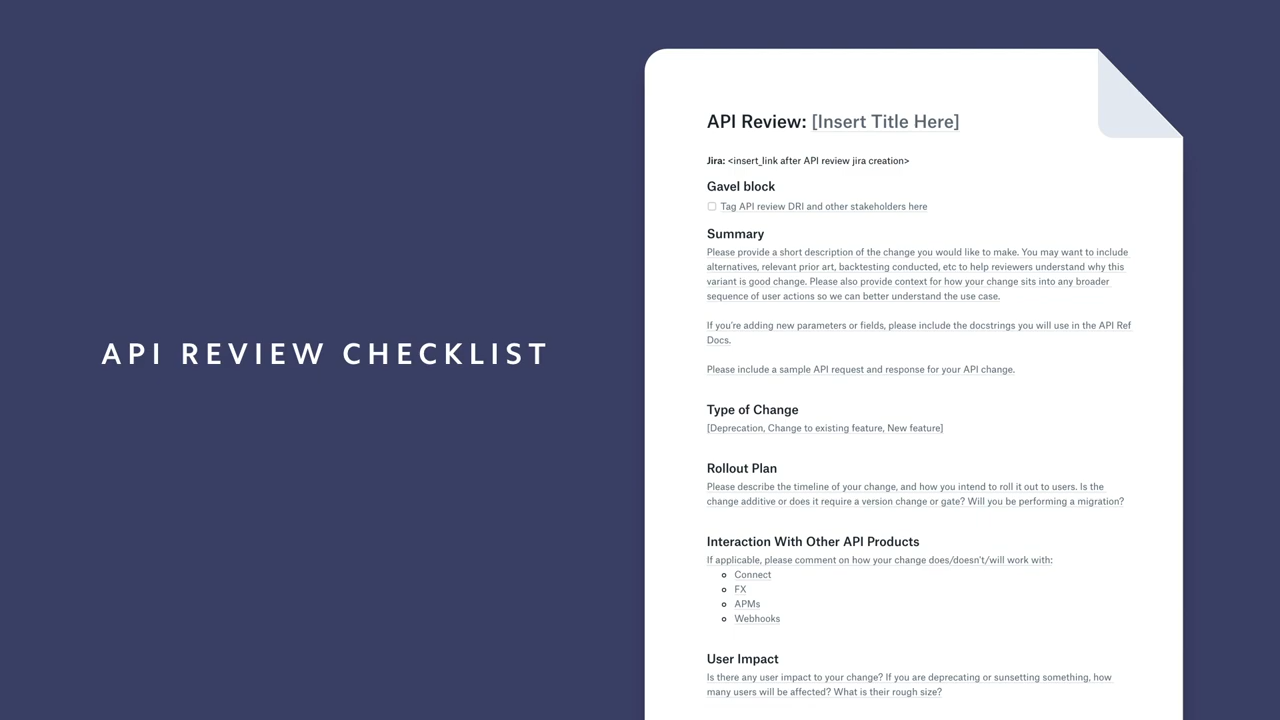 API REVIEW CHECKLIST
API Review: [Insert Title Here]
Jira: <insert_link after API review jira creation>
Gavel block
Tag API review DRI and other stakeholders here
Summary
Please provide a short description of the change you would like to make. You may want to include
alternatives, relevant prior art, backtesting conducted, etc to help reviewers understand why this
variant is good change. Please also provide context for how your change sits into any broader
sequence of user actions so we can better understand the use case.
If you're adding new parameters or fields, please include the docstrings you will use in the API Ref
Docs.
Please include a sample API request and response for your API change.
Type of Change
[Deprecation, Change to existing feature, New feature]
Rollout Plan
Please describe the timeline of your change, and how you intend to roll it out to users. Is the
change additive or does it require a version change or gate? Will you be performing a migration?
Interaction With Other API Products
If applicable, please comment on how your change does/doesn't/will work with:
Connect
FX
APMs
Webhooks
User Impact
Is there any user impact to your change? If you are deprecating or sunsetting something, how
many users will be affected? What is their rough size?